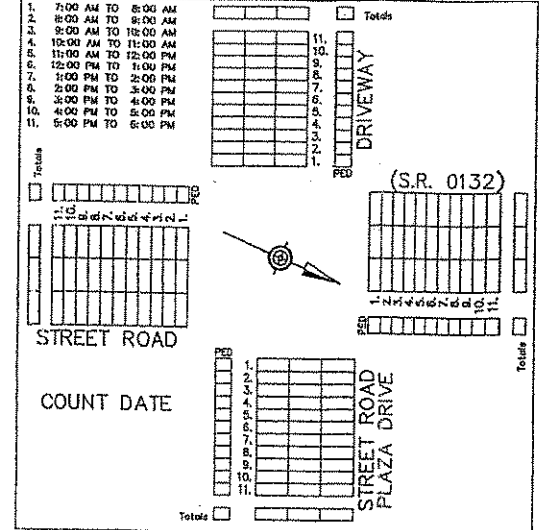 1. 7:00 AM TO 8:00 AM
2. 8:00 AM TO 9:00 AM
3. 9:00 AM TO 10:00 AM
4. 10:00 AM TO 11:00 AM
5. 11:00 AM TO 12:00 PM
6. 12:00 PM TO 1:00 PM
7. 1:00 PM TO 2:00 PM
8. 2:00 PM TO 3:00 PM
9. 3:00 PM TO 4:00 PM
10. 4:00 PM TO 5:00 PM
11. 5:00 PM TO 6:00 PM
Totals
11.
10.
9.
8.
7.
6.
5.
4.
3.
2.
1.
PED
DRIVEWAY
Totals
PED
11. 10. 9. 8. 7. 6. 5. 4. 3. 2. 1.
STREET ROAD
(S.R. 0132)
1. 2. 3. 4. 5. 6. 7. 8. 9. 10. 11.
PED
Totals
COUNT DATE
PED
1.
2.
3.
4.
5.
6.
7.
8.
9.
10.
11.
STREET ROAD
PLAZA DRIVE
Totals